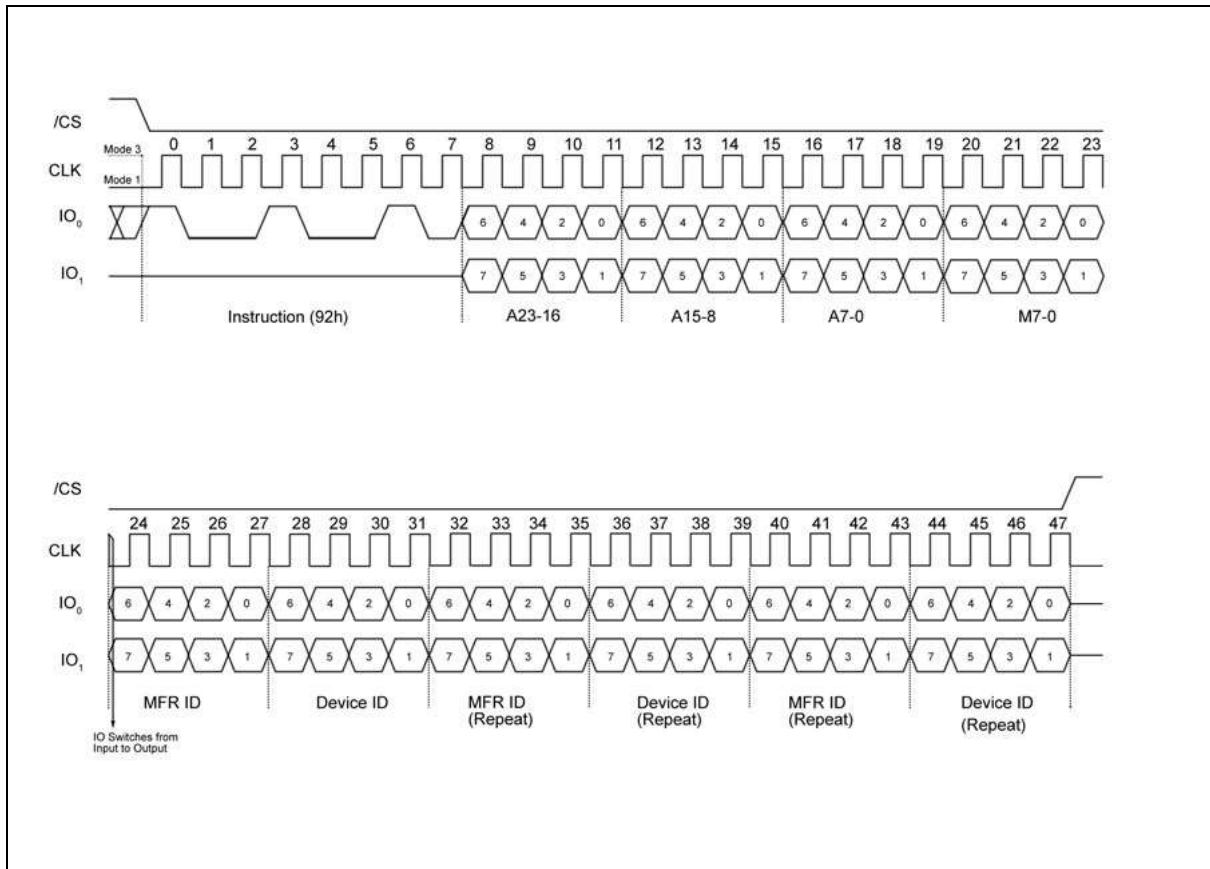 /CS
Mode 3 0 1 2 3 4 5 6 7 8 9 10 11 12 13 14 15 16 17 18 19 20 21 22 23
CLK
Mode 1
IO0 6 4 2 0 6 4 2 0 6 4 2 0 6 4 2 0
IO1 7 5 3 1 7 5 3 1 7 5 3 1 7 5 3 1
Instruction (92h) A23-16 A15-8 A7-0 M7-0
/CS
24 25 26 27 28 29 30 31 32 33 34 35 36 37 38 39 40 41 42 43 44 45 46 47
CLK
IO0 6 4 2 0 6 4 2 0 6 4 2 0 6 4 2 0 6 4 2 0 6 4 2 0
IO1 7 5 3 1 7 5 3 1 7 5 3 1 7 5 3 1 7 5 3 1 7 5 3 1
MFR ID Device ID MFR ID Device ID MFR ID Device ID
(Repeat) (Repeat) (Repeat) (Repeat)
IO Switches from
Input to Output